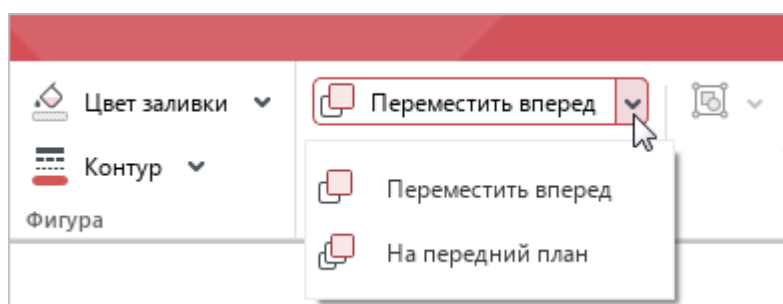 Цвет заливки
Переместить вперед
Контур
Переместить вперед
Фигура
На передний план